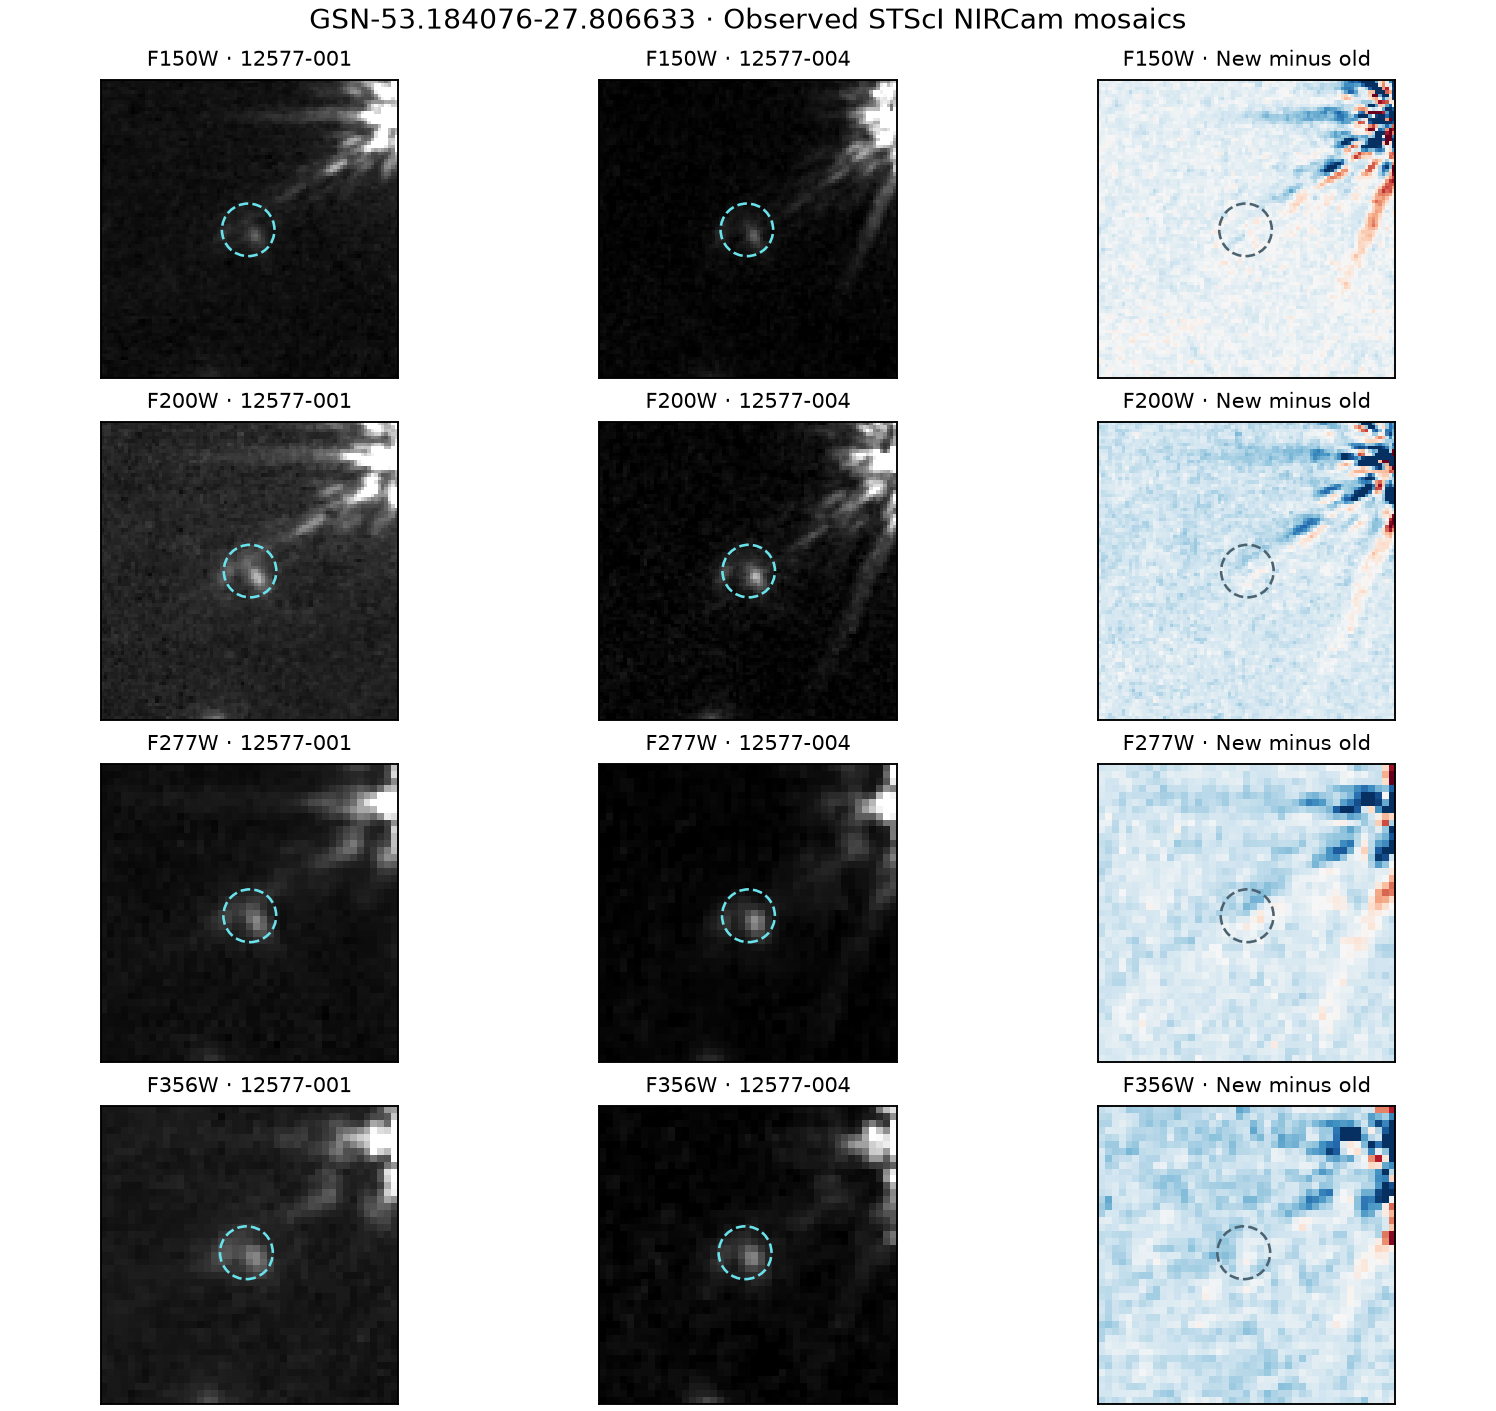 GSN-53.184076-27.806633 · Observed STScI NIRCam mosaics
F150W · 12577-001
F150W · 12577-004
F150W · New minus old
F200W · 12577-001
F200W · 12577-004
F200W · New minus old
F277W · 12577-001
F277W · 12577-004
F277W · New minus old
F356W · 12577-001
F356W · 12577-004
F356W · New minus old